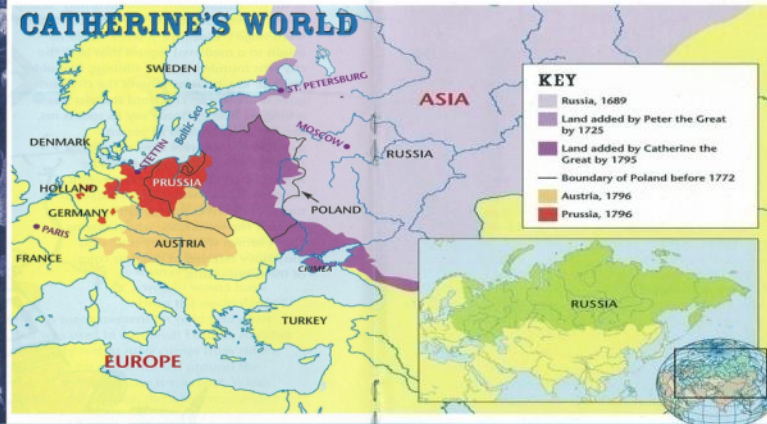 CATHERINE'S WORLD
SWEDEN
ST. PETERSBURG
ASIA
Baltic Sea
MOSCOW
DENMARK
STETTIN
RUSSIA
HOLLAND
PRUSSIA
GERMANY
POLAND
PARIS
AUSTRIA
FRANCE
CRIMEA
TURKEY
EUROPE
KEY
Russia, 1689
Land added by Peter the Great
by 1725
Land added by Catherine the
Great by 1795
Boundary of Poland before 1772
Austria, 1796
Prussia, 1796
RUSSIA